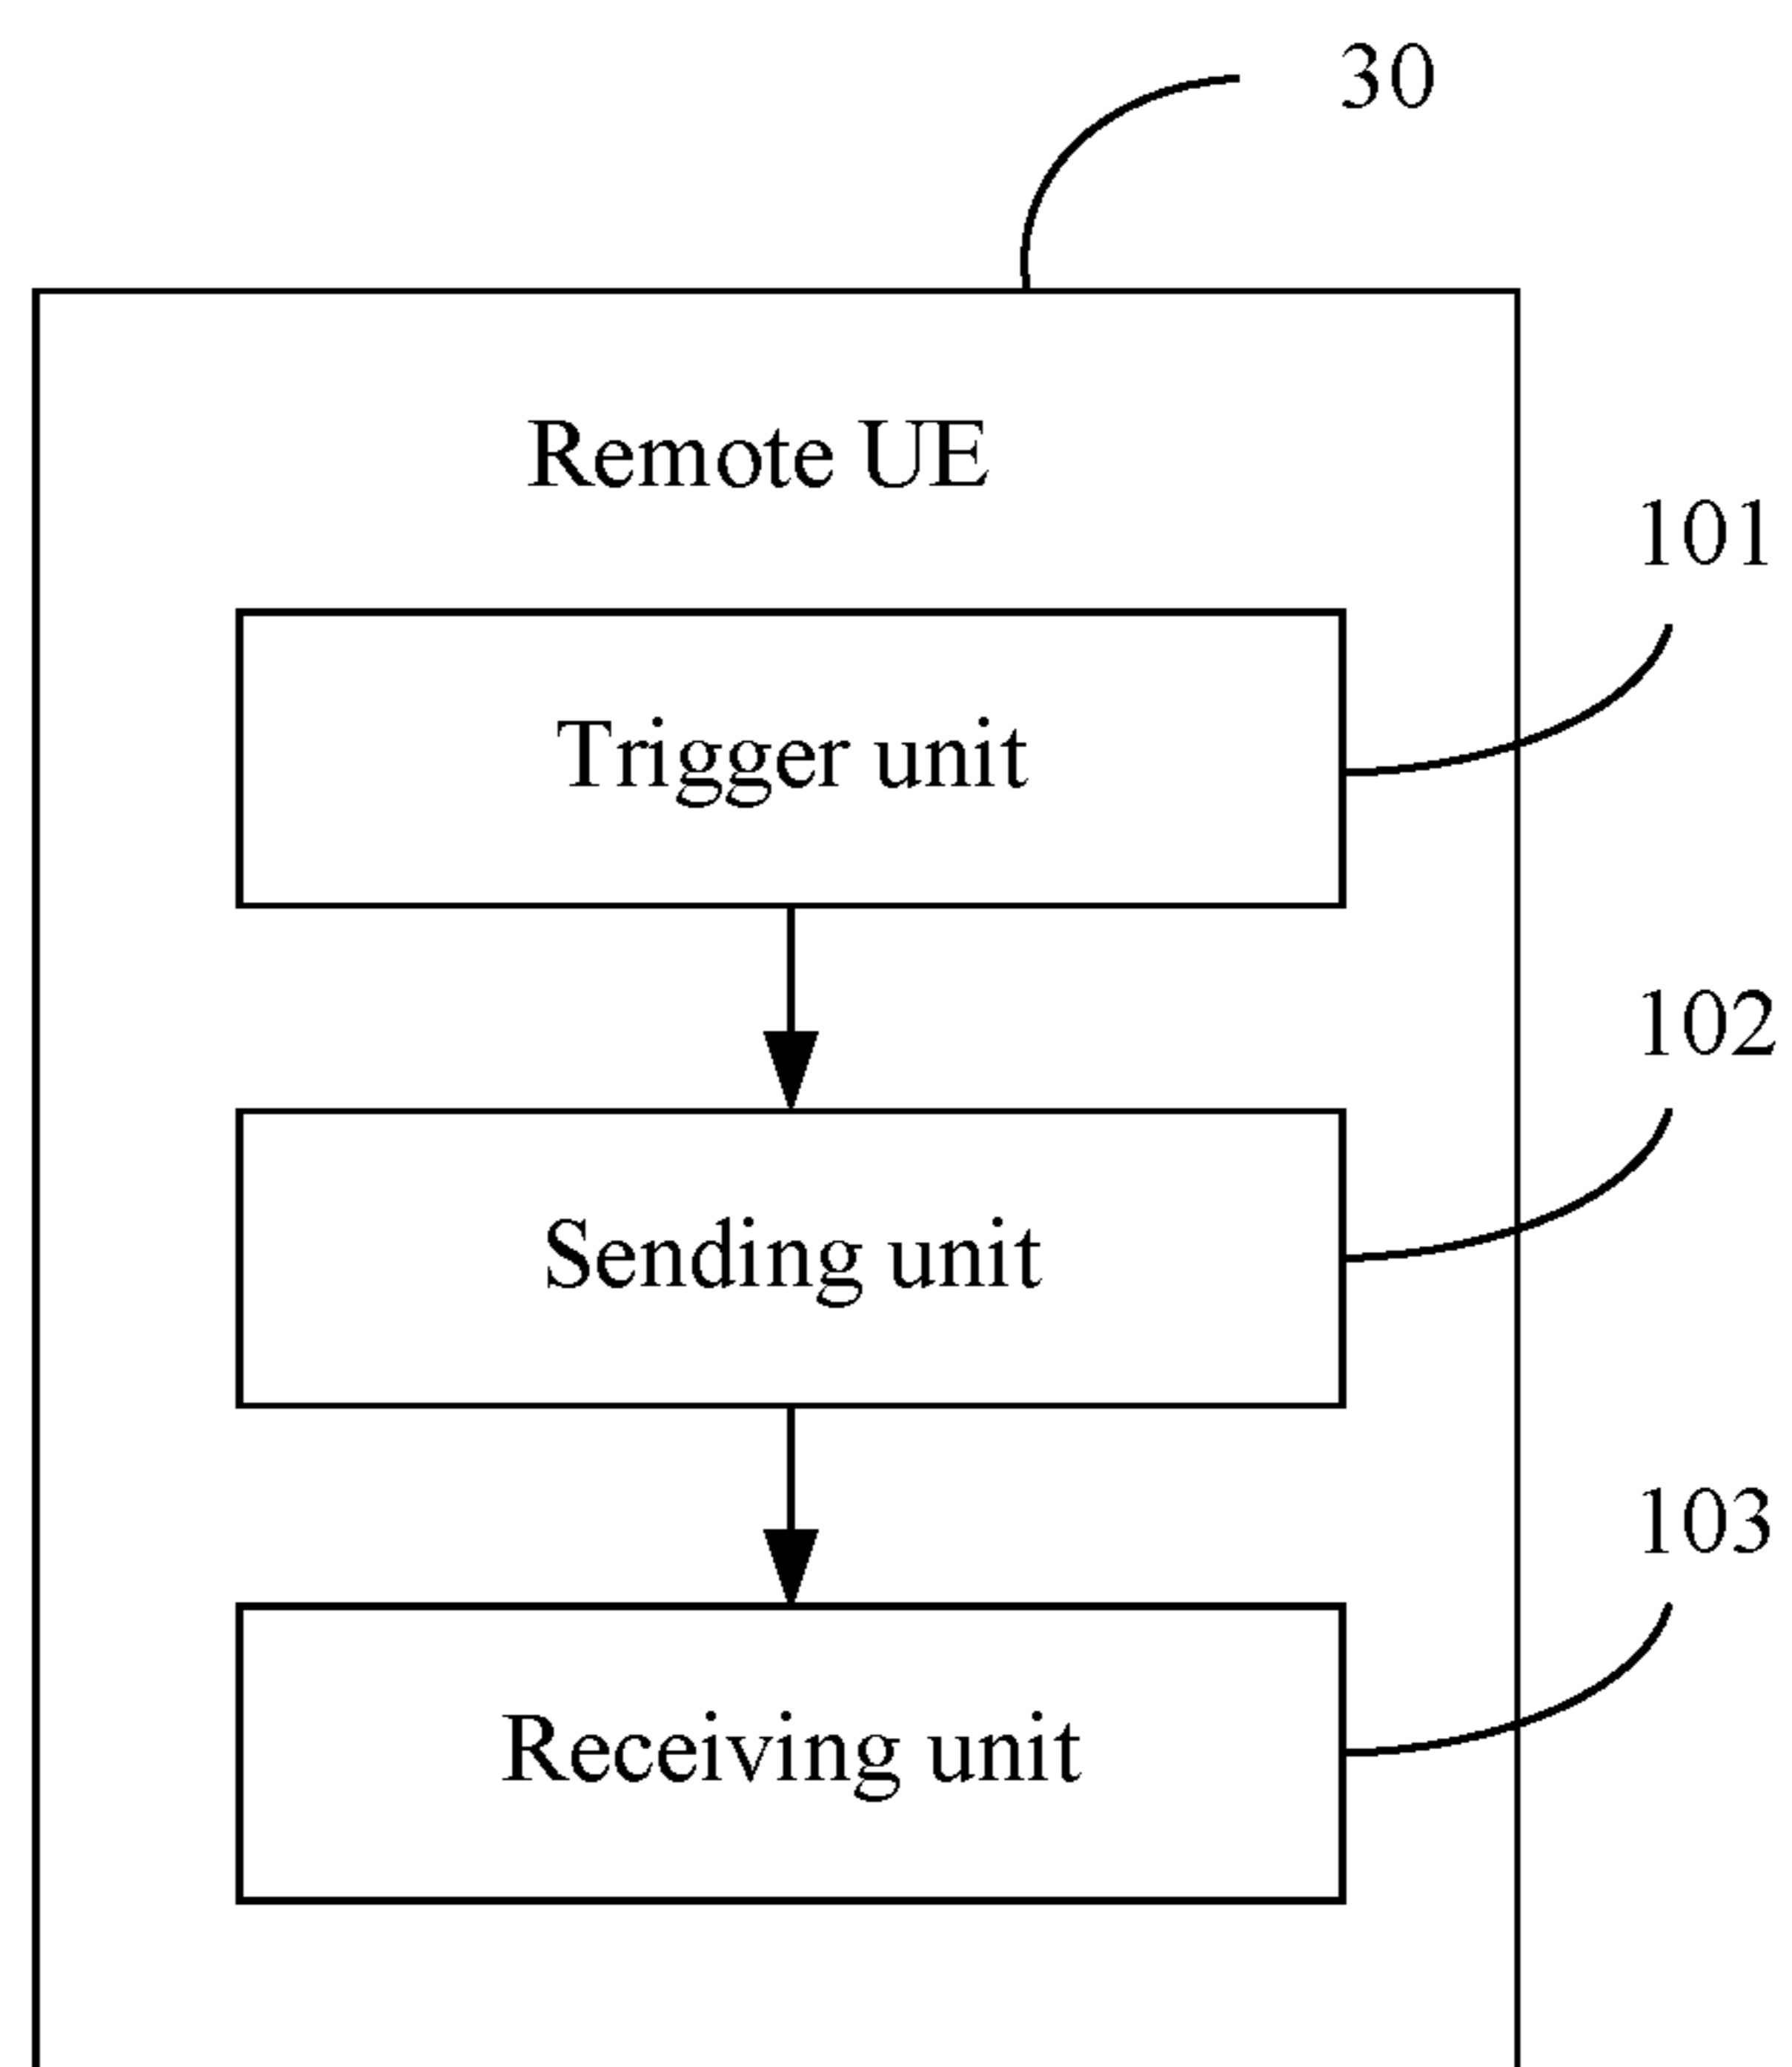 30
Remote UE
101
Trigger unit
102
Sending unit
103
Receiving unit